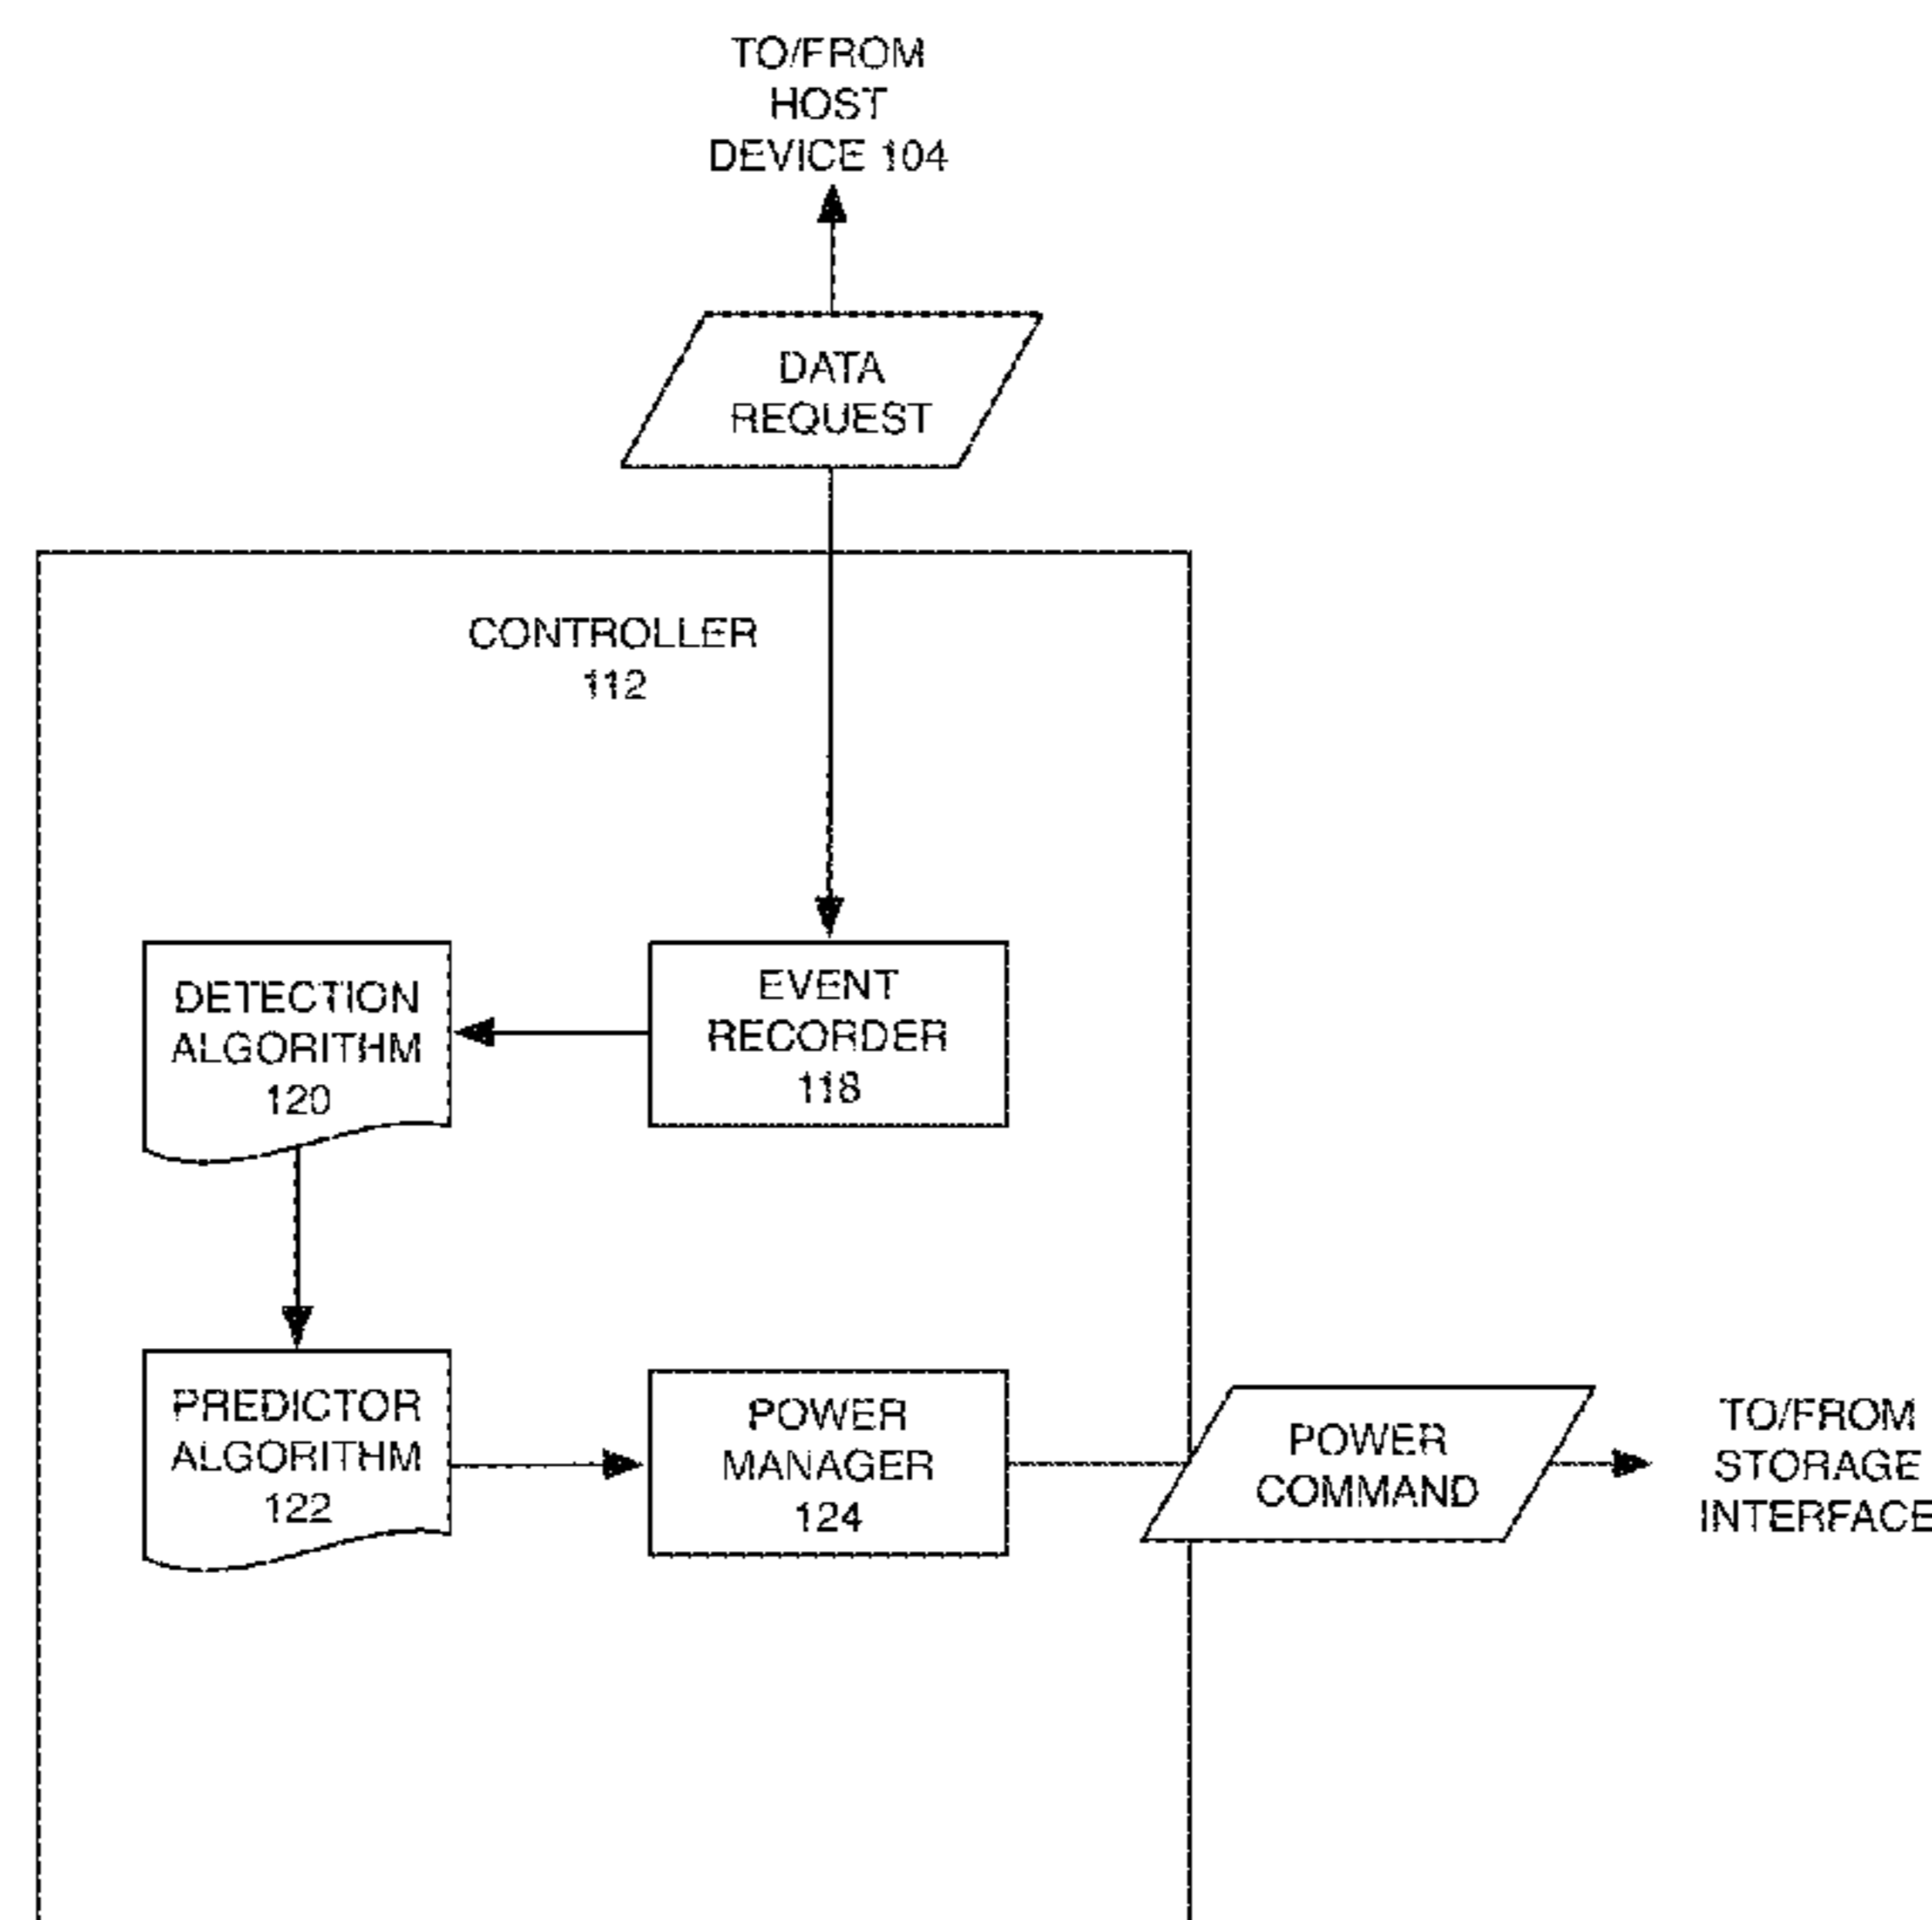 TO/FROM
HOST
DEVICE 104
DATA
REQUEST
CONTROLLER
112
DETECTION
ALGORITHM
120
EVENT
RECORDER
118
PREDICTOR
ALGORITHM
122
POWER
MANAGER
124
POWER
COMMAND
TO/FROM
STORAGE
INTERFACE